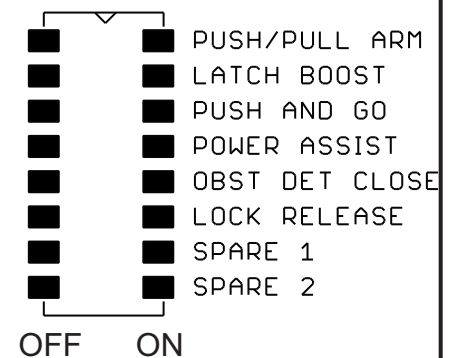 PUSH/PULL ARM
LATCH BOOST
PUSH AND GO
POWER ASSIST
OBST DET CLOSE
LOCK RELEASE
SPARE 1
SPARE 2
OFF ON